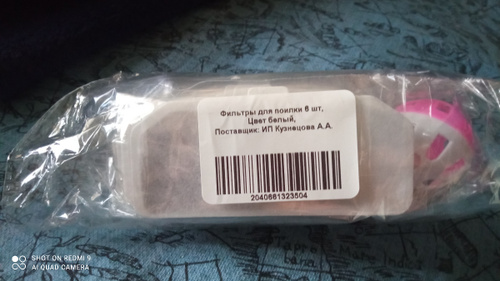 Фильтры для поилки 6 шт,
Цвет белый,
Поставщик: ИП Кузнецова А.А.
2040661323504
SHOT ON REDMI 9
AI QUAD CAMERA